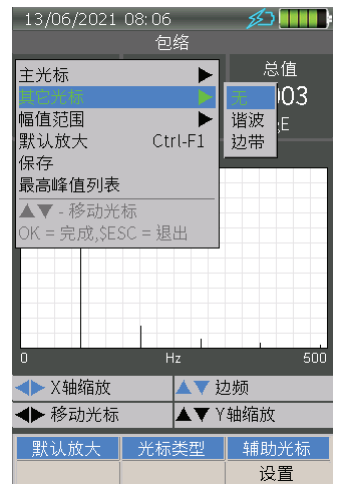 13/06/2021 08:06
包络
总值
主光标
其它光标
幅值范围
默认放大 Ctrl-F1
保存
最高峰值列表
▲▼ - 移动光标
OK = 完成,$ESC = 退出
无
谐波
边带
03
E
0 Hz 500
◀▶ X轴缩放 ▲▼ 边频
◀▶ 移动光标 ▲▼ Y轴缩放
默认放大 光标类型 辅助光标
设置